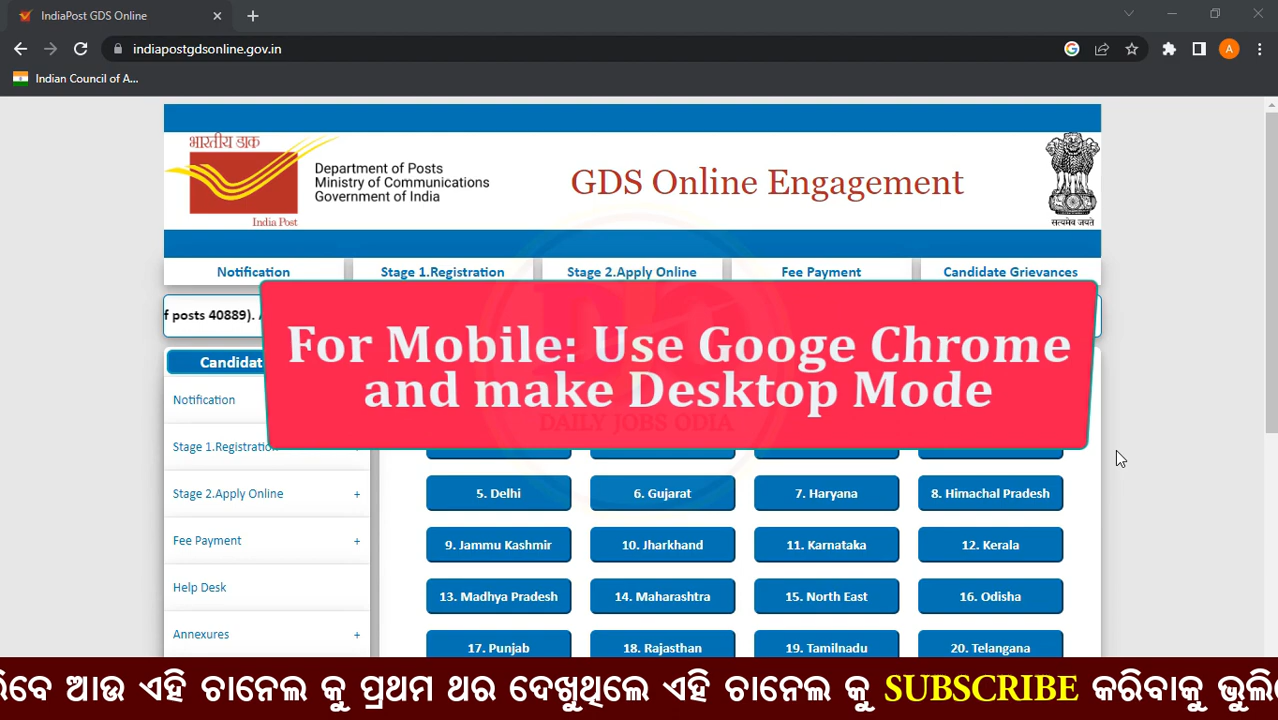 IndiaPost GDS Online
indiapostgdsonline.gov.in
A
Indian Council of A...
भारतीय डाक
India Post
Department of Posts
Ministry of Communications
Government of India
GDS Online Engagement
सत्यमेव जयते
Notification
Stage 1.Registration
Stage 2.Apply Online
Fee Payment
Candidate Grievances
f posts 40889).
For Mobile: Use Googe Chrome
and make Desktop Mode
DAILY JOBS ODIA
Candidat
Notification
Stage 1.Registration
Stage 2.Apply Online +
Fee Payment +
Help Desk
Annexures +
5. Delhi
6. Gujarat
7. Haryana
8. Himachal Pradesh
9. Jammu Kashmir
10. Jharkhand
11. Karnataka
12. Kerala
13. Madhya Pradesh
14. Maharashtra
15. North East
16. Odisha
17. Punjab
18. Rajasthan
19. Tamilnadu
20. Telangana
ରିବେ ଆଉ ଏହି ଚାନେଲ କୁ ପ୍ରଥମ ଥର ଦେଖୁଥିଲେ ଏହି ଚାନେଲ କୁ SUBSCRIBE କରିବାକୁ ଭୁଲି